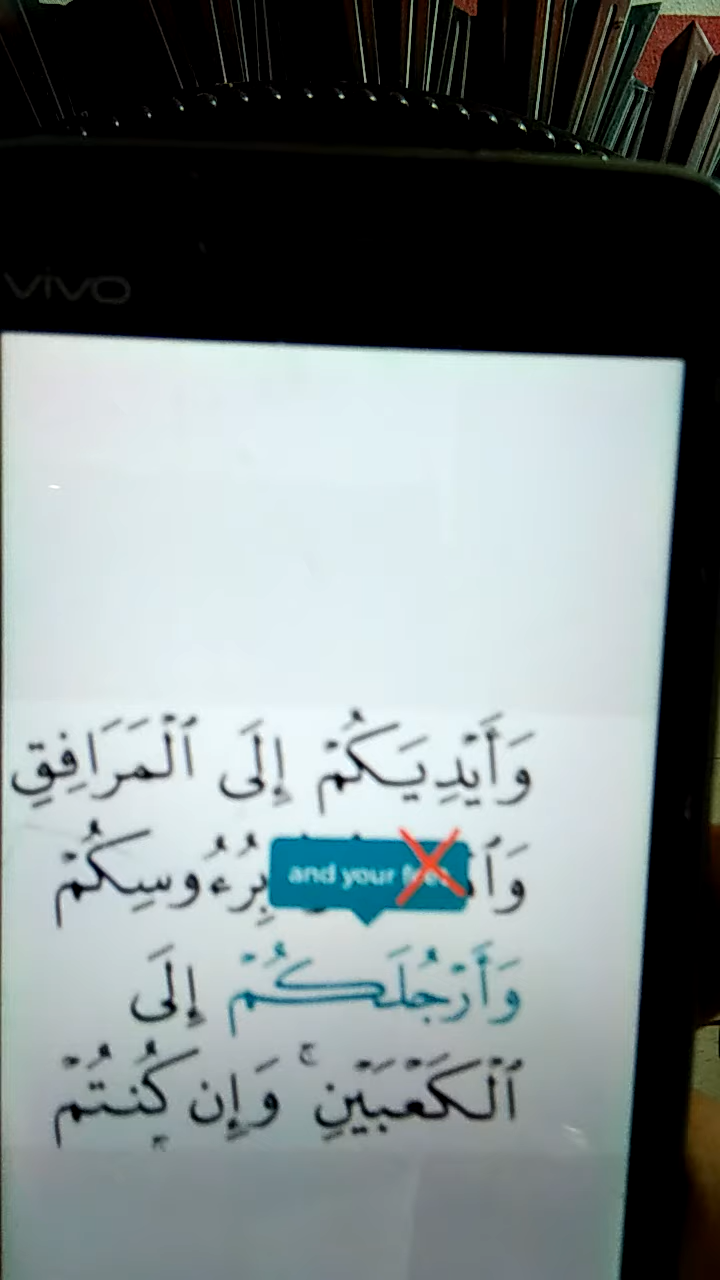 vivo
وَأَيْدِيَكُمْ إِلَى ٱلْمَرَافِقِ
بِرُءُوسِكُمْ
and your
وَأَرْجُلَكُمْ إِلَى
ٱلْكَعْبَيْنِ ۚ وَإِن كُنتُمْ